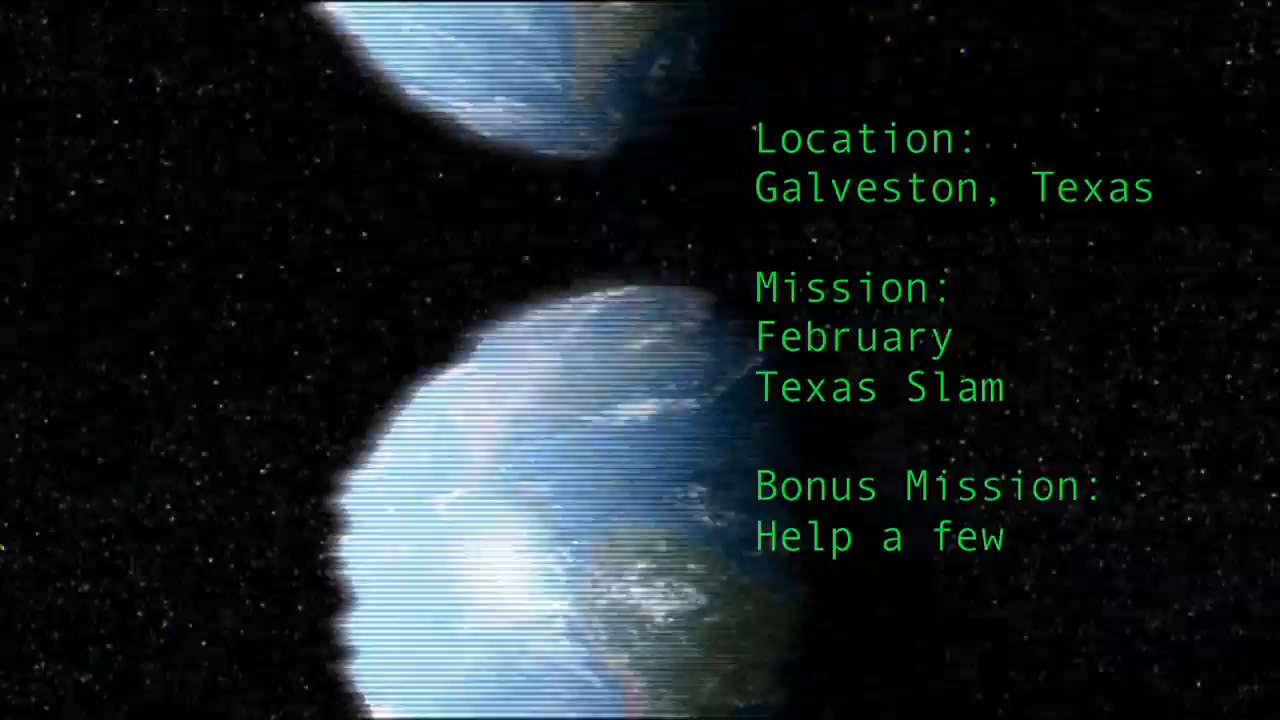 Location:
Galveston, Texas
Mission:
February
Texas Slam
Bonus Mission:
Help a few